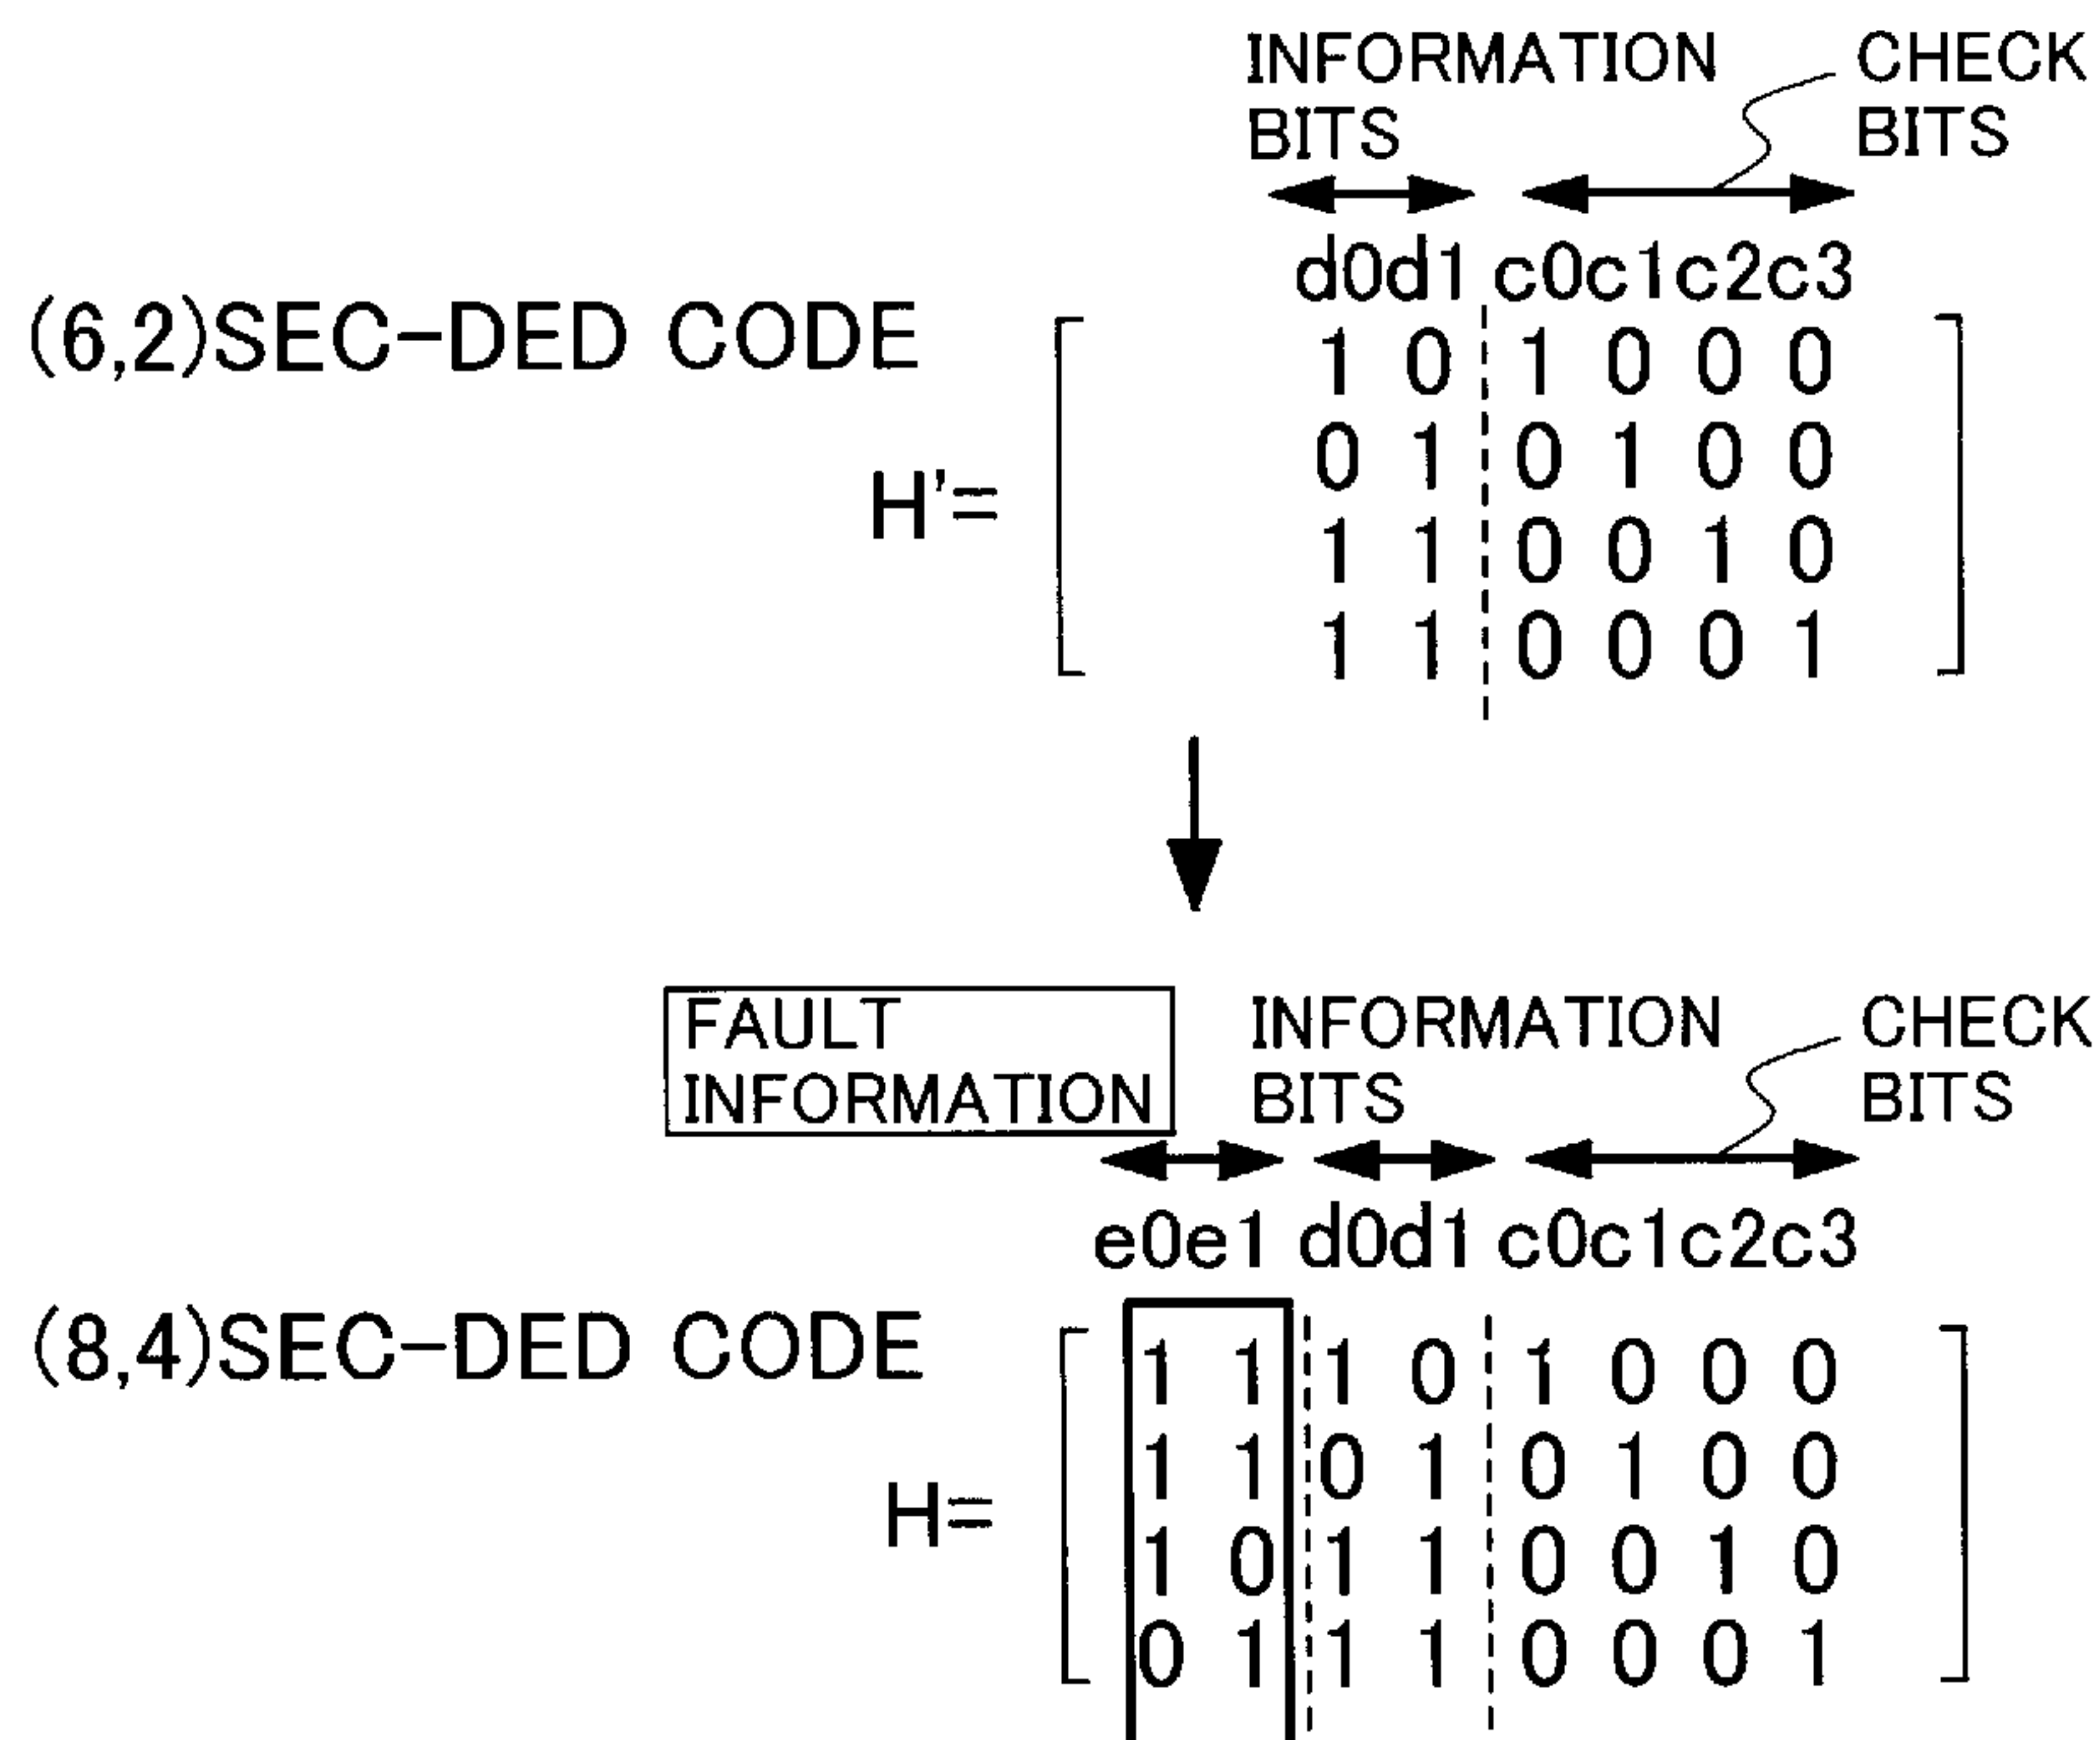 INFORMATION CHECK
BITS BITS
d0d1 c0c1c2c3
(6,2)SEC-DED CODE
1 0 1 0 0 0
0 1 0 1 0 0
H'=
1 1 0 0 1 0
1 1 0 0 0 1
FAULT INFORMATION CHECK
INFORMATION BITS BITS
e0e1 d0d1 c0c1c2c3
(8,4)SEC-DED CODE
1 1 1 0 1 0 0 0
1 1 0 1 0 1 0 0
H=
1 0 1 1 0 0 1 0
0 1 1 1 0 0 0 1